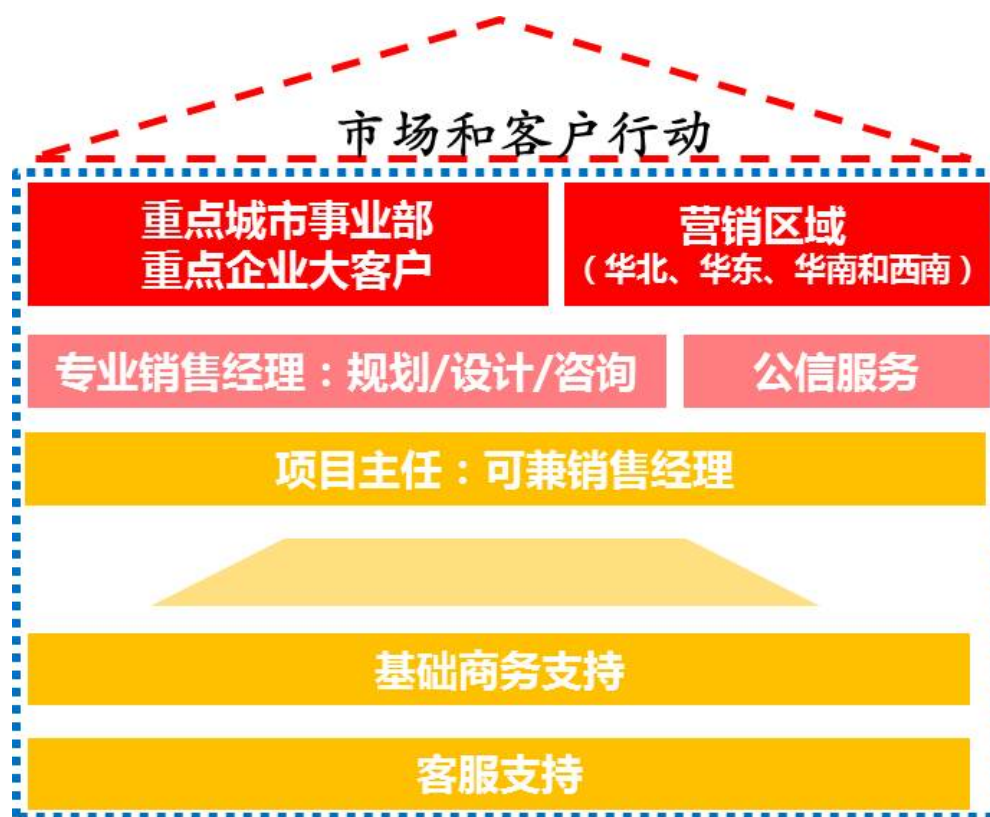 市场和客户行动
重点城市事业部
重点企业大客户
营销区域
（华北、华东、华南和西南）
专业销售经理：规划/设计/咨询
公信服务
项目主任：可兼销售经理
基础商务支持
客服支持